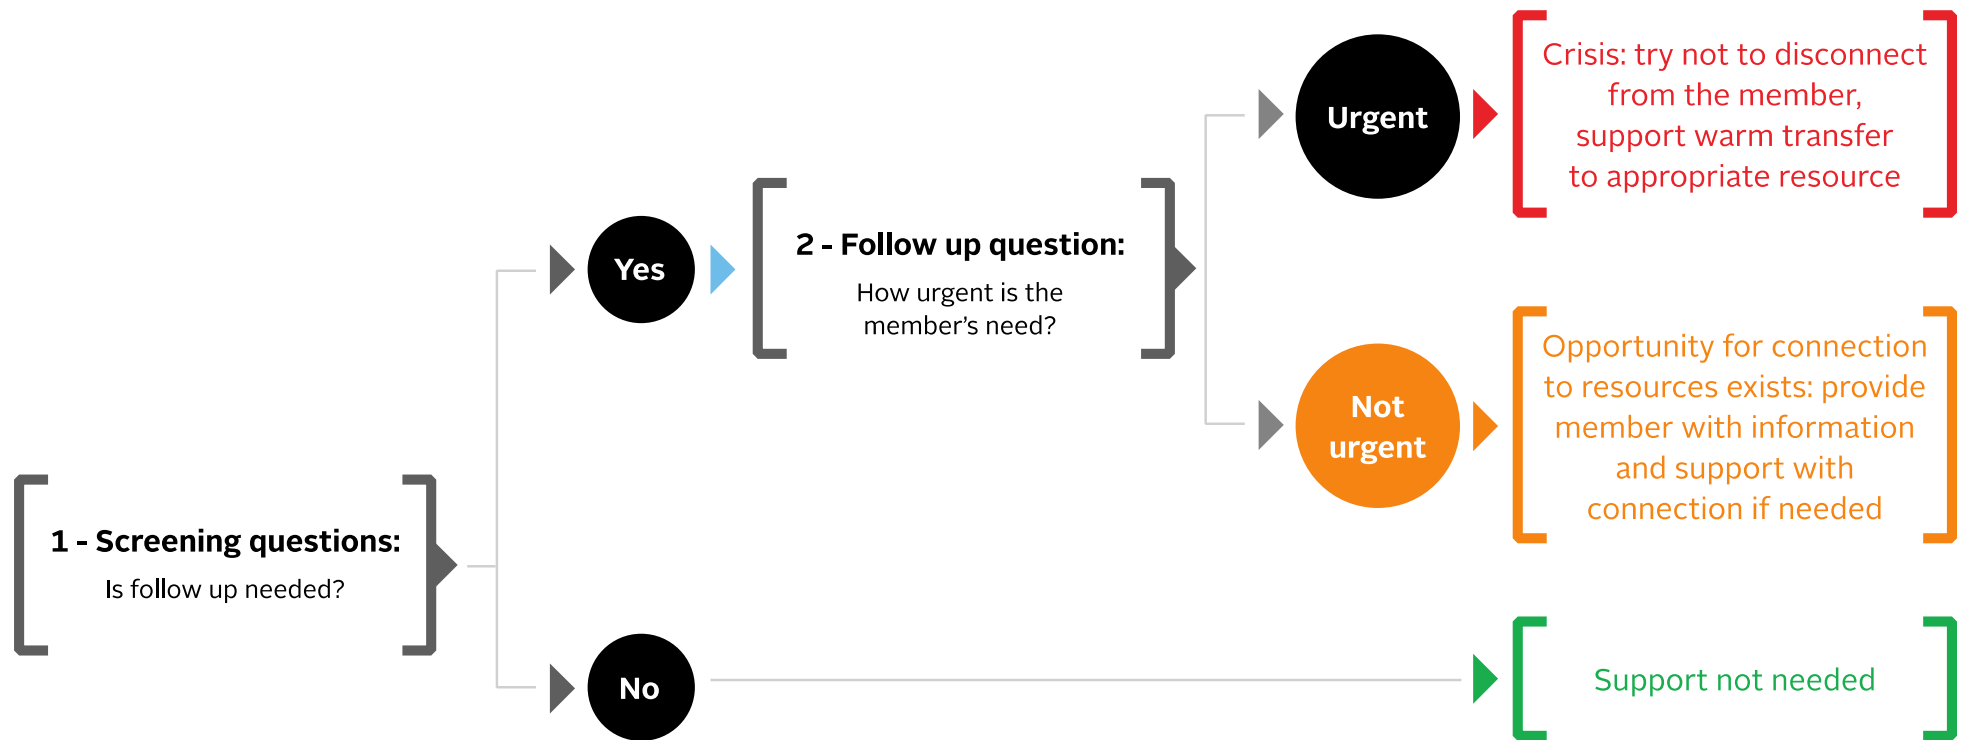 1 - Screening questions:
Is follow up needed?
Yes
No
2 - Follow up question:
How urgent is the
member’s need?
Urgent
Crisis: try not to disconnect
from the member,
support warm transfer
to appropriate resource
Not
urgent
Opportunity for connection
to resources exists: provide
member with information
and support with
connection if needed
Support not needed